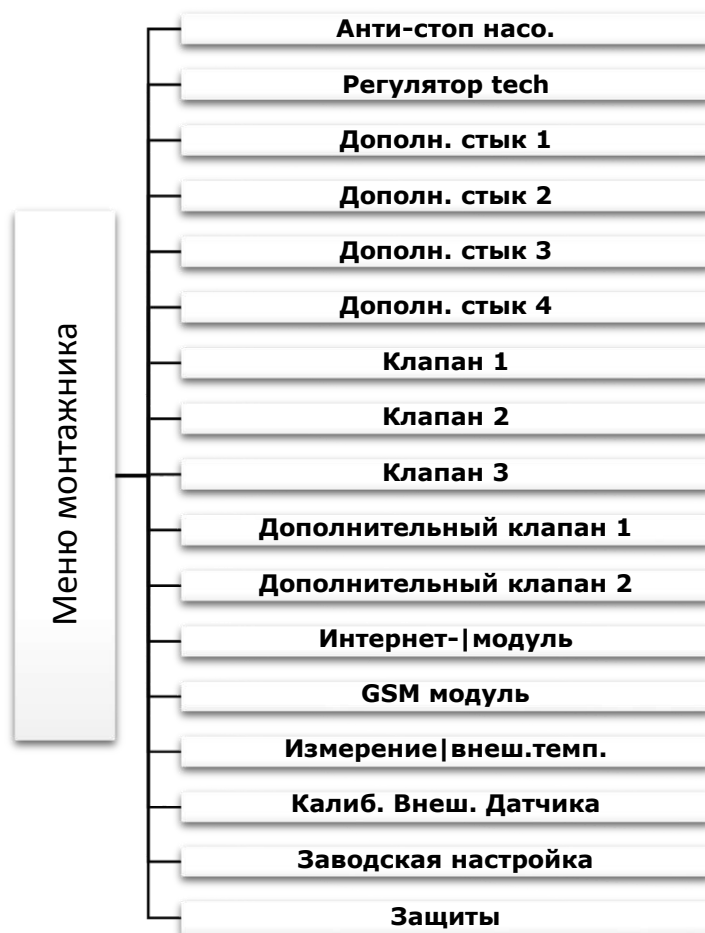 Меню монтажника
Анти-стоп насо.
Регулятор tech
Дополн. стык 1
Дополн. стык 2
Дополн. стык 3
Дополн. стык 4
Клапан 1
Клапан 2
Клапан 3
Дополнительный клапан 1
Дополнительный клапан 2
Интернет-|модуль
GSM модуль
Измерение|внеш.темп.
Калиб. Внеш. Датчика
Заводская настройка
Защиты